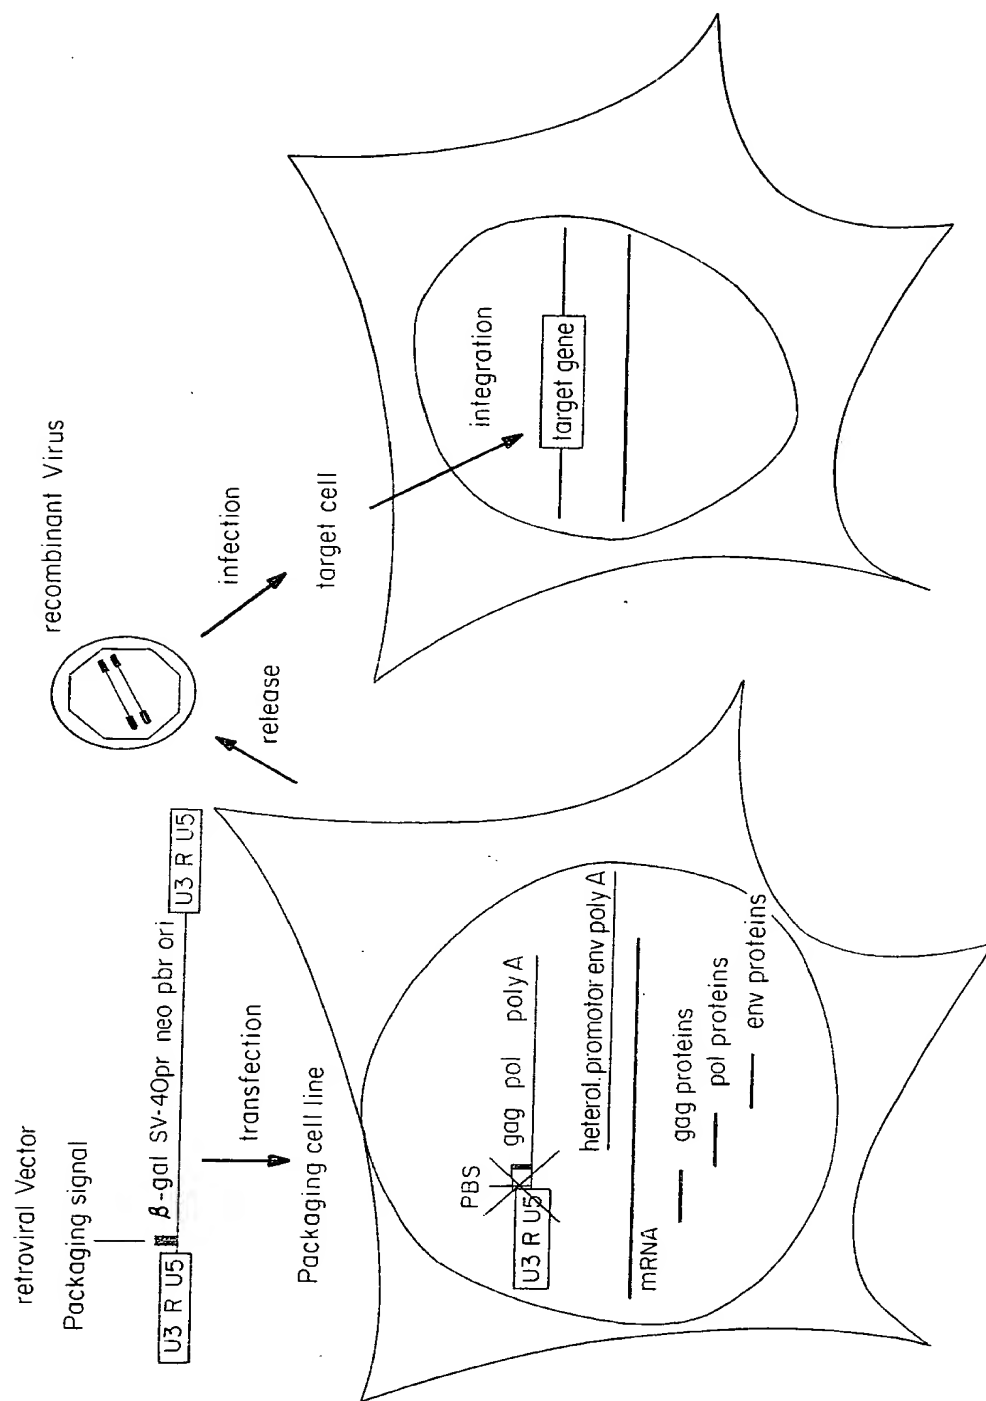 retroviral Vector
Packaging signal
U3 R U5 β-gal SV-40pr neo pbr ori U3 R U5
transfection
Packaging cell line
PBS
U3 R U5 gag pol polyA
heterol.promotor env polyA
mRNA
gag proteins
pol proteins
env proteins
release
recombinant Virus
infection
target cell
integration
target gene